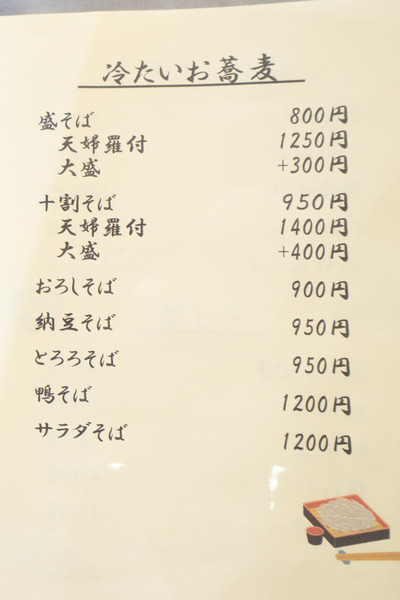 冷たいお蕎麦
盛そば 800円
天婦羅付 1250円
大盛 +300円
十割そば 950円
天婦羅付 1400円
大盛 +400円
おろしそば 900円
納豆そば 950円
とろろそば 950円
鴨そば 1200円
サラダそば 1200円